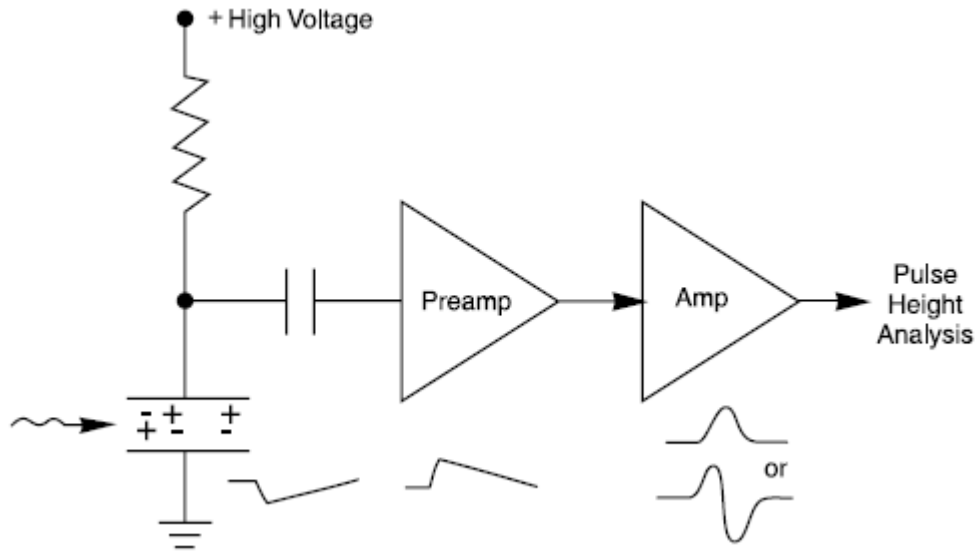 + High Voltage
Preamp
Amp
Pulse
Height
Analysis
- + +
+ - -
or